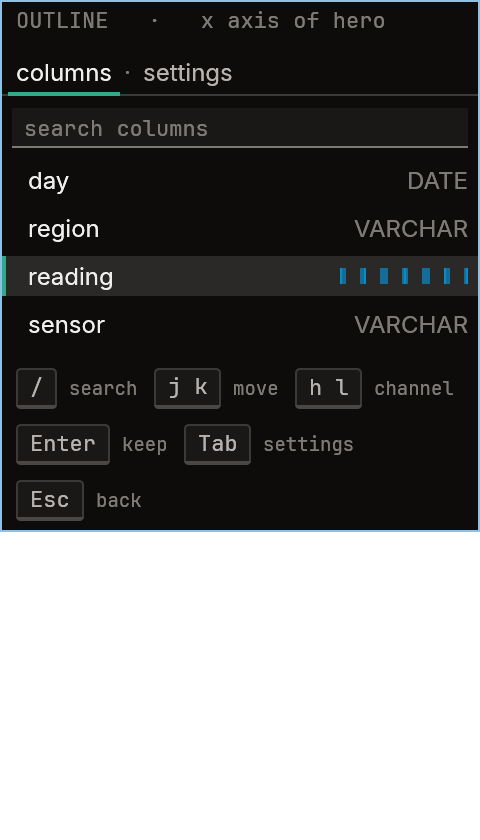 OUTLINE · x axis of hero
columns · settings
search columns
day DATE
region VARCHAR
reading
sensor VARCHAR
/ search j k move h l channel
Enter keep Tab settings
Esc back